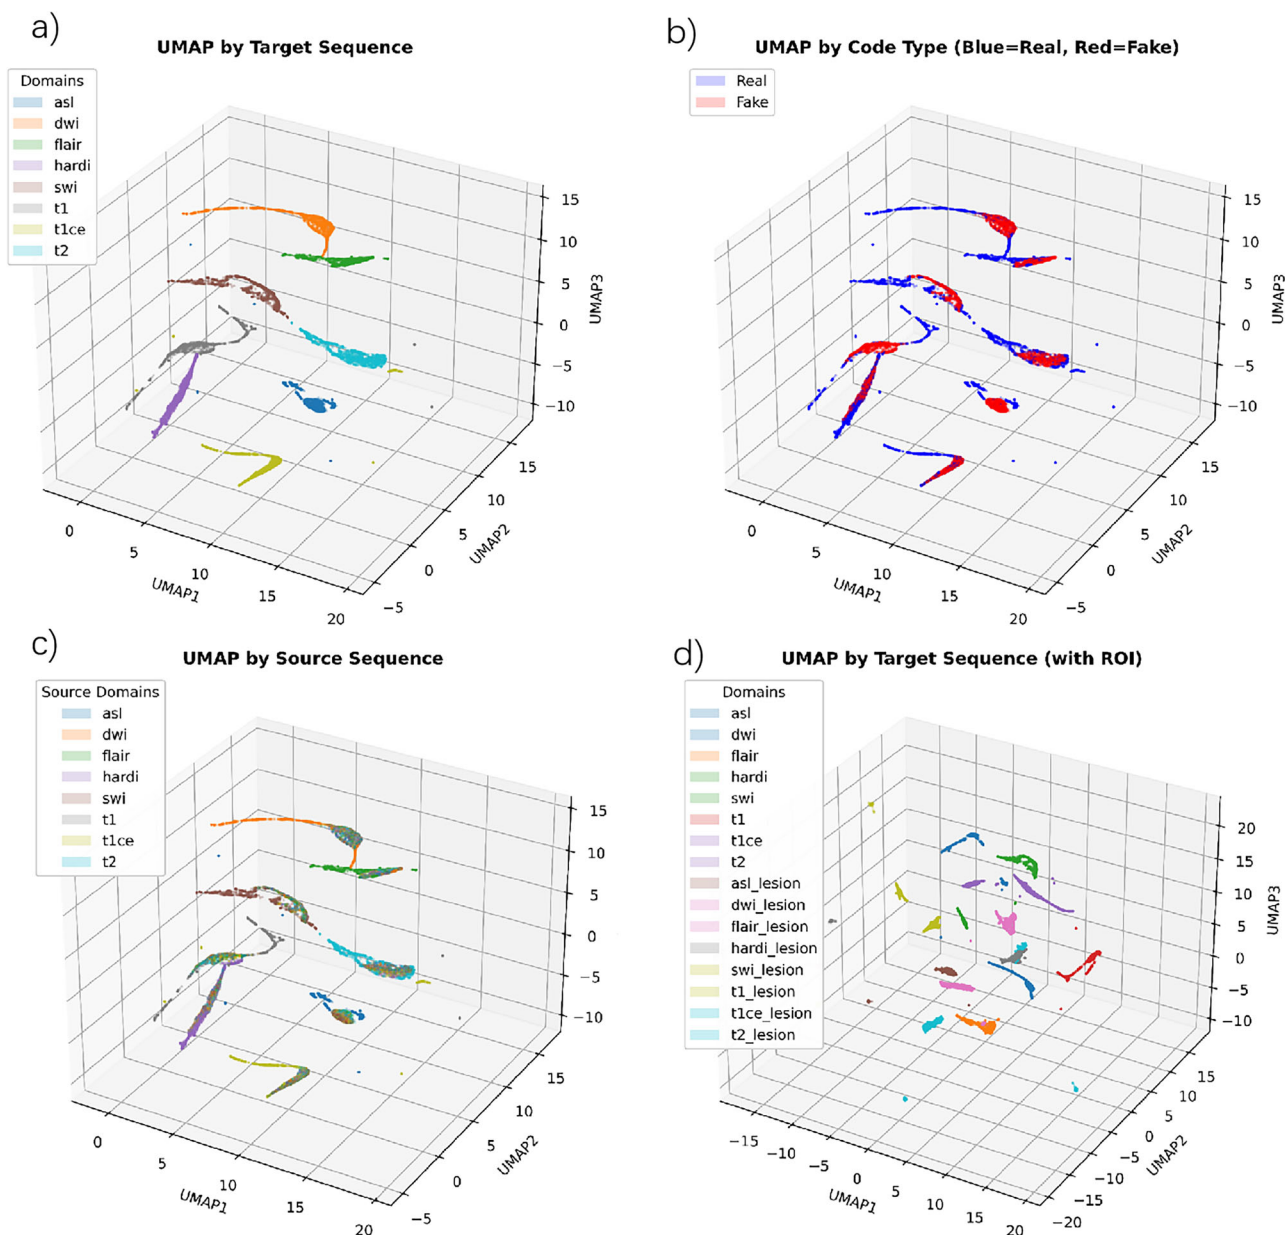 a)
UMAP by Target Sequence
Domains
asl
dwi
flair
hardi
swi
t1
t1ce
t2
15
10
5
0
−5
−10
UMAP3
0
5
10
15
20
UMAP1
−5
0
5
10
15
UMAP2
b)
UMAP by Code Type (Blue=Real, Red=Fake)
Real
Fake
15
10
5
0
−5
−10
UMAP3
0
5
10
15
20
UMAP1
−5
0
5
10
15
UMAP2
c)
UMAP by Source Sequence
Source Domains
asl
dwi
flair
hardi
swi
t1
t1ce
t2
15
10
5
0
−5
−10
UMAP3
0
5
10
15
20
UMAP1
−5
0
5
10
15
UMAP2
d)
UMAP by Target Sequence (with ROI)
Domains
asl
dwi
flair
hardi
swi
t1
t1ce
t2
asl_lesion
dwi_lesion
flair_lesion
hardi_lesion
swi_lesion
t1_lesion
t1ce_lesion
t2_lesion
20
15
10
5
0
−5
−10
UMAP3
−15
−10
−5
0
5
10
15
20
UMAP1
−20
−15
−10
−5
0
5
10
15
UMAP2